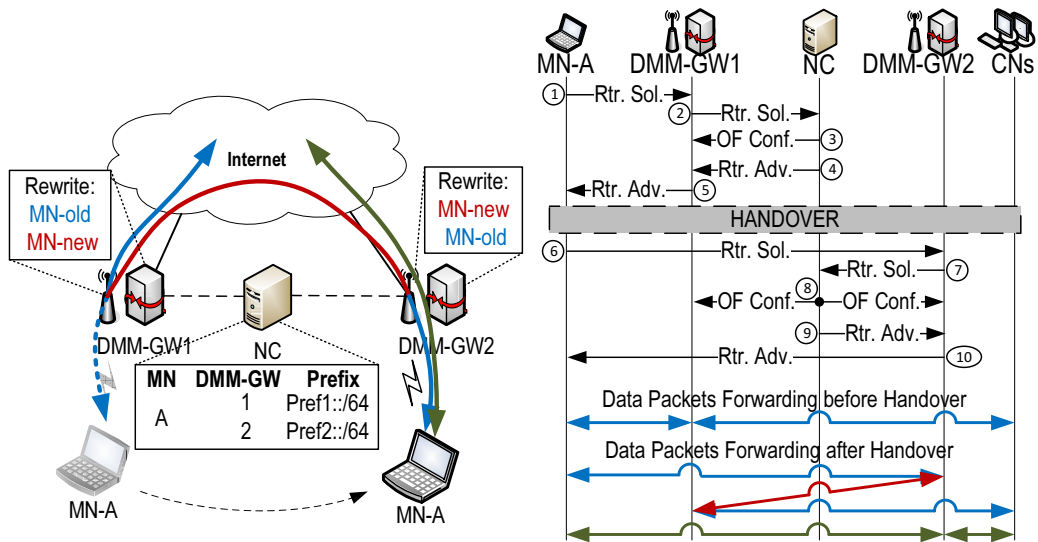 Internet
Rewrite:
MN-old
MN-new
Rewrite:
MN-new
MN-old
DMM-GW1
NC
DMM-GW2
MN DMM-GW Prefix
A
1 Pref1::/64
2 Pref2::/64
MN-A
MN-A
MN-A DMM-GW1 NC DMM-GW2 CNs
1 Rtr. Sol.
2 Rtr. Sol.
OF Conf. 3
Rtr. Adv. 4
Rtr. Adv. 5
HANDOVER
6 Rtr. Sol.
Rtr. Sol. 7
8
OF Conf. OF Conf.
9 Rtr. Adv.
Rtr. Adv. 10
Data Packets Forwarding before Handover
Data Packets Forwarding after Handover